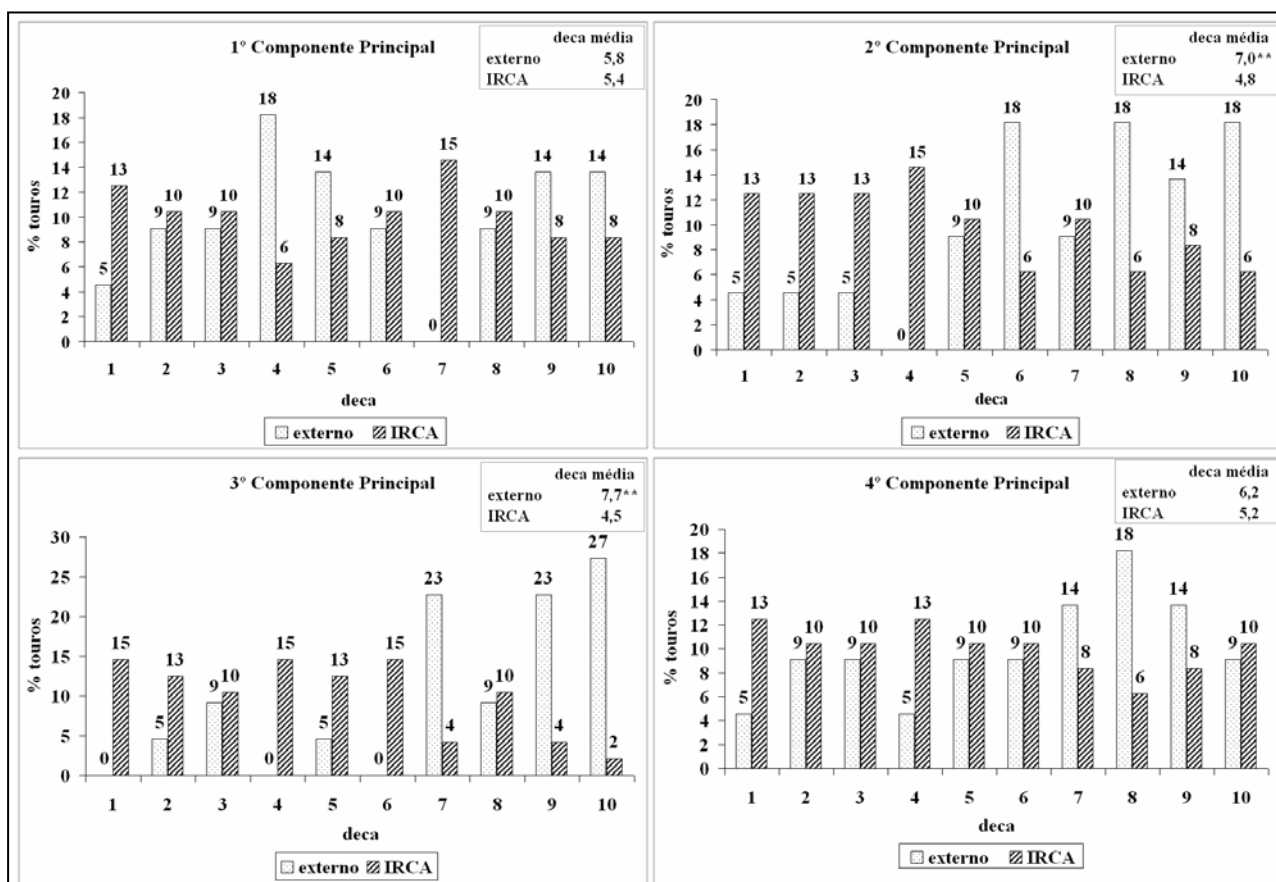 1º Componente Principal
deca média
externo 5,8
IRCA 5,4
% touros
20
18
16
14
12
10
8
6
4
2
0
5 13 9 10 9 10 18 6 14 8 9 10 0 15 9 10 14 8 14 8
1 2 3 4 5 6 7 8 9 10
deca
externo IRCA
2º Componente Principal
deca média
externo 7,0**
IRCA 4,8
% touros
20
18
16
14
12
10
8
6
4
2
0
5 13 5 13 5 13 0 15 9 10 18 6 9 10 18 6 14 8 18 6
1 2 3 4 5 6 7 8 9 10
deca
externo IRCA
3º Componente Principal
deca média
externo 7,7**
IRCA 4,5
% touros
30
25
20
15
10
5
0
0 15 5 13 9 10 0 15 5 13 0 15 23 4 9 10 23 4 27 2
1 2 3 4 5 6 7 8 9 10
deca
externo IRCA
4º Componente Principal
deca média
externo 6,2
IRCA 5,2
% touros
20
18
16
14
12
10
8
6
4
2
0
5 13 9 10 9 10 5 13 9 10 9 10 14 8 18 6 14 8 9 10
1 2 3 4 5 6 7 8 9 10
deca
externo IRCA